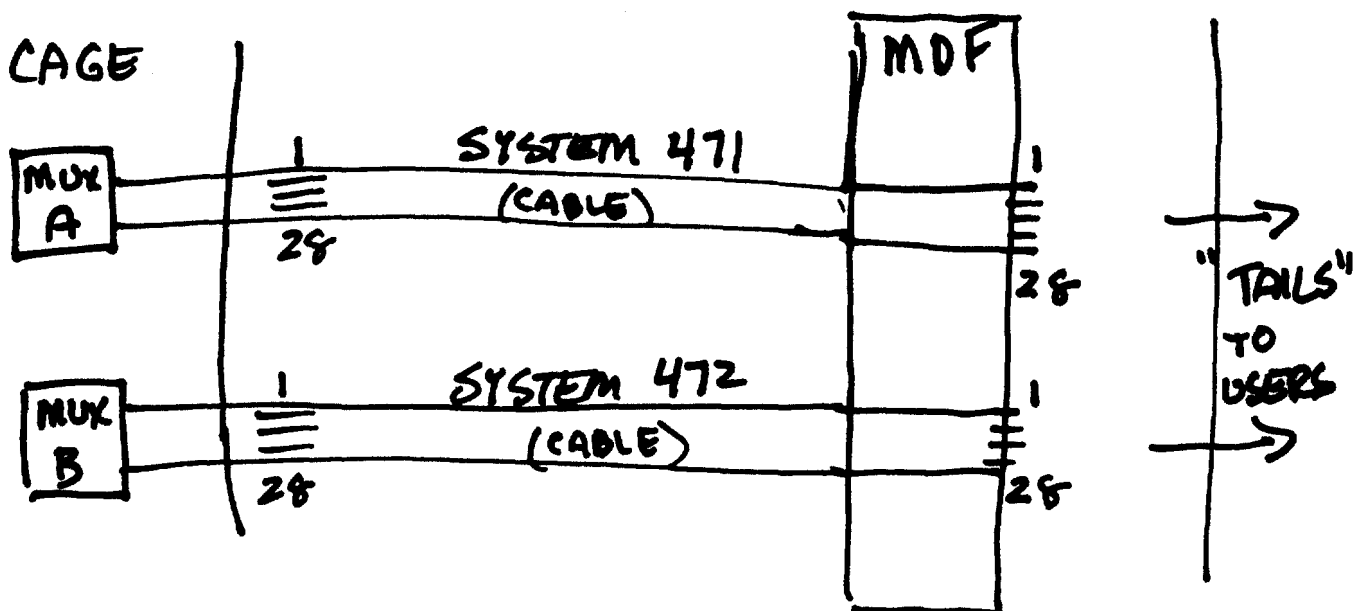 CAGE
MDF
MUX
A
1
SYSTEM 471
(CABLE)
28
1
28
"TAILS"
TO
USERS
MUX
B
1
SYSTEM 472
(CABLE)
28
1
28